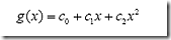 g(x) = c₀ + c₁x + c₂x²